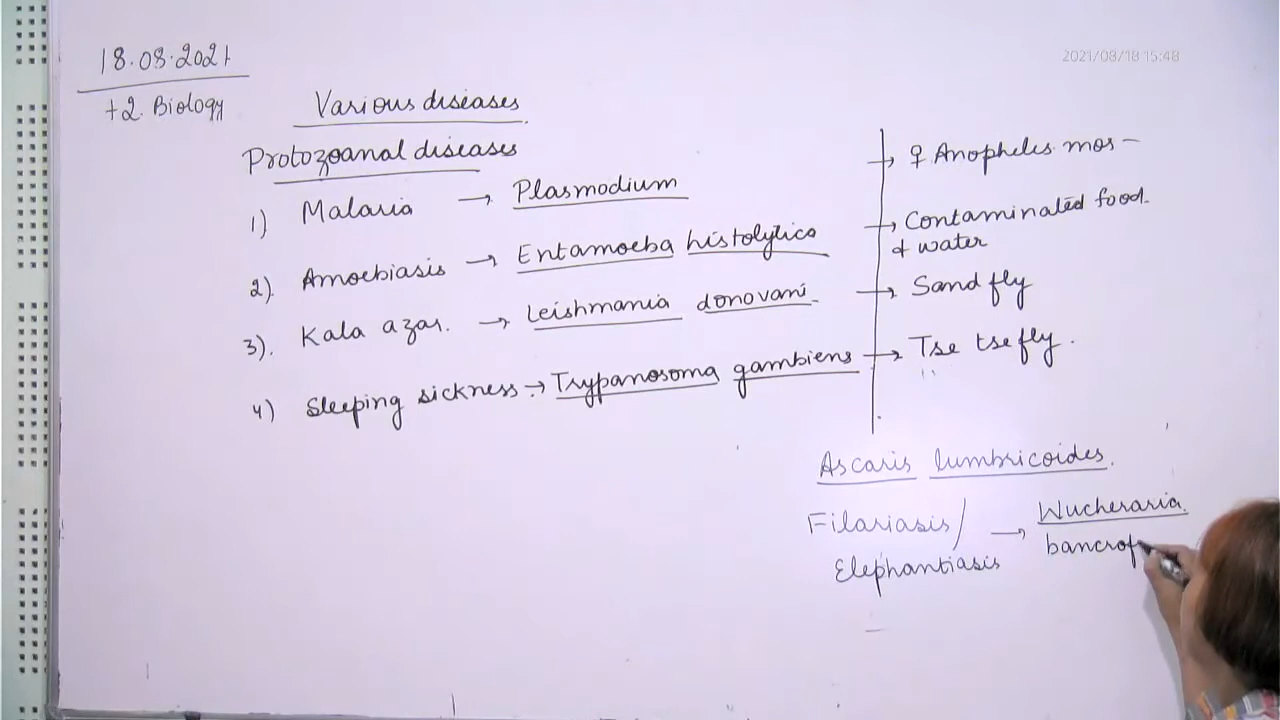 18.08.2021
+2. Biology
2021/08/18 15:48
Various diseases
Protozoanal diseases
1) Malaria → Plasmodium → ♀ Anopheles mos –
2). Amoebiasis → Entamoeba histolytica → Contaminated food.
& water
3). Kala azar. → Leishmania donovani → Sand fly
4) Sleeping sickness → Trypanosoma gambiens → Tse tse fly.
Ascaris lumbricoides.
Filariasis/ → Wucheraria
Elephantiasis bancrof